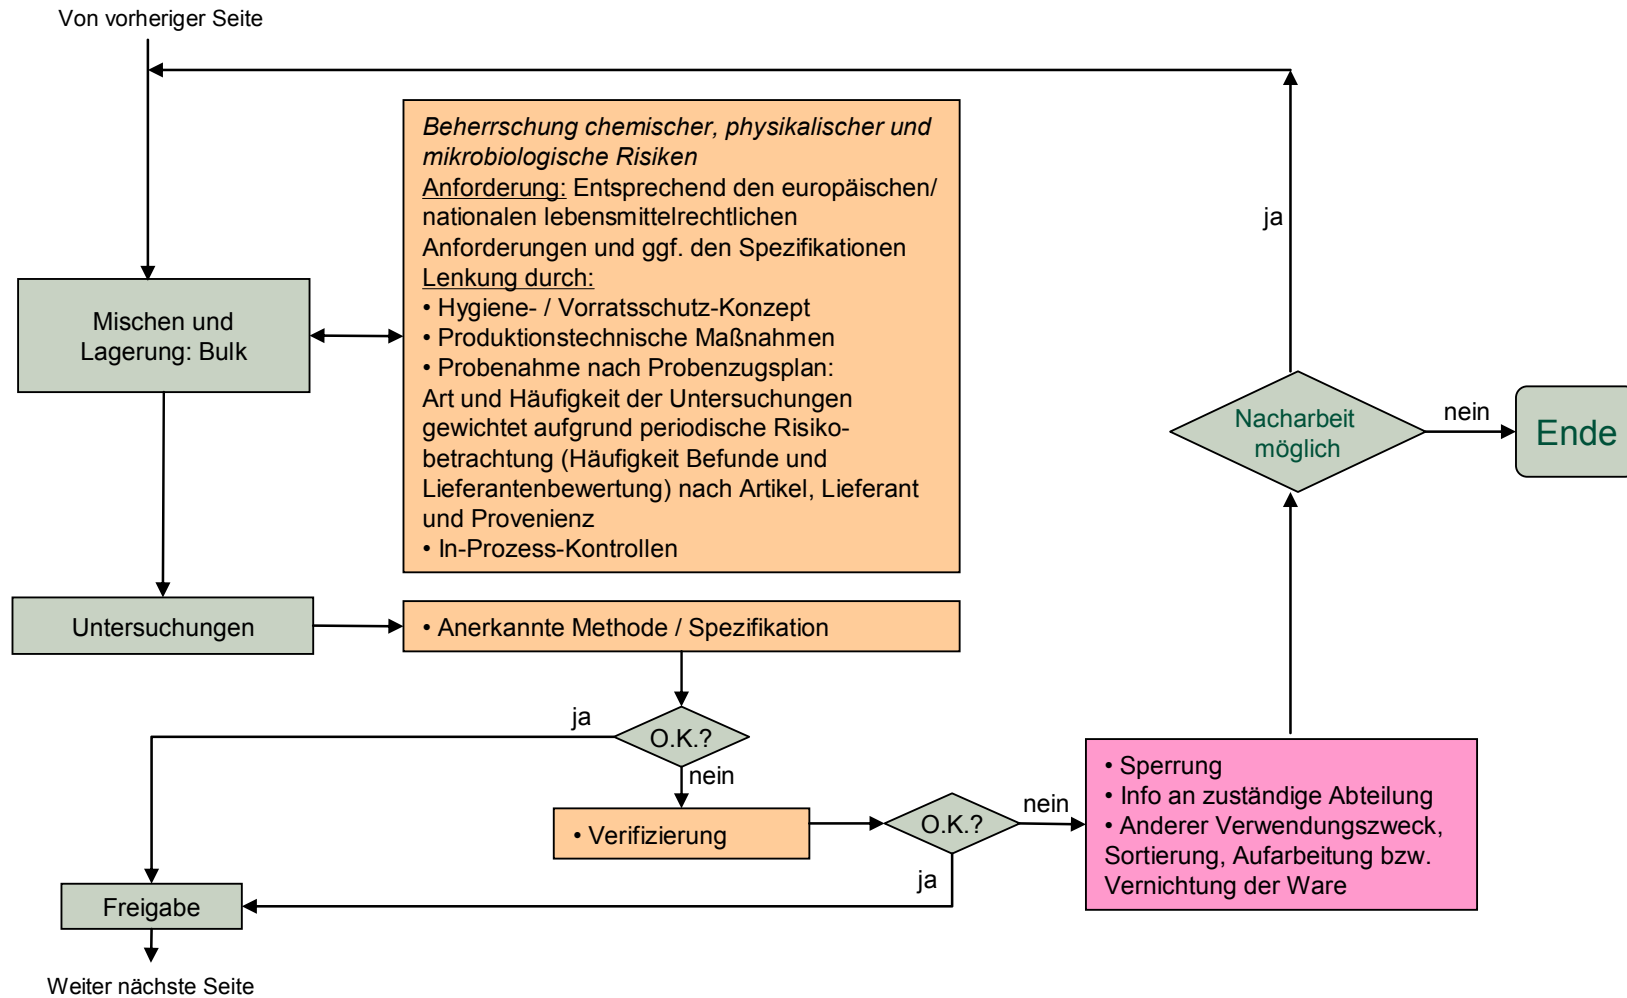 Von vorheriger Seite
Beherrschung chemischer, physikalischer und
mikrobiologische Risiken
Anforderung: Entsprechend den europäischen/
nationalen lebensmittelrechtlichen
Anforderungen und ggf. den Spezifikationen
Lenkung durch:
• Hygiene- / Vorratsschutz-Konzept
• Produktionstechnische Maßnahmen
• Probenahme nach Probenzugsplan:
Art und Häufigkeit der Untersuchungen
gewichtet aufgrund periodische Risiko-
betrachtung (Häufigkeit Befunde und
Lieferantenbewertung) nach Artikel, Lieferant
und Provenienz
• In-Prozess-Kontrollen
Mischen und
Lagerung: Bulk
ja
Nacharbeit
möglich
nein
Ende
Untersuchungen
• Anerkannte Methode / Spezifikation
ja
O.K.?
nein
• Verifizierung
O.K.?
nein
ja
• Sperrung
• Info an zuständige Abteilung
• Anderer Verwendungszweck,
Sortierung, Aufarbeitung bzw.
Vernichtung der Ware
Freigabe
Weiter nächste Seite